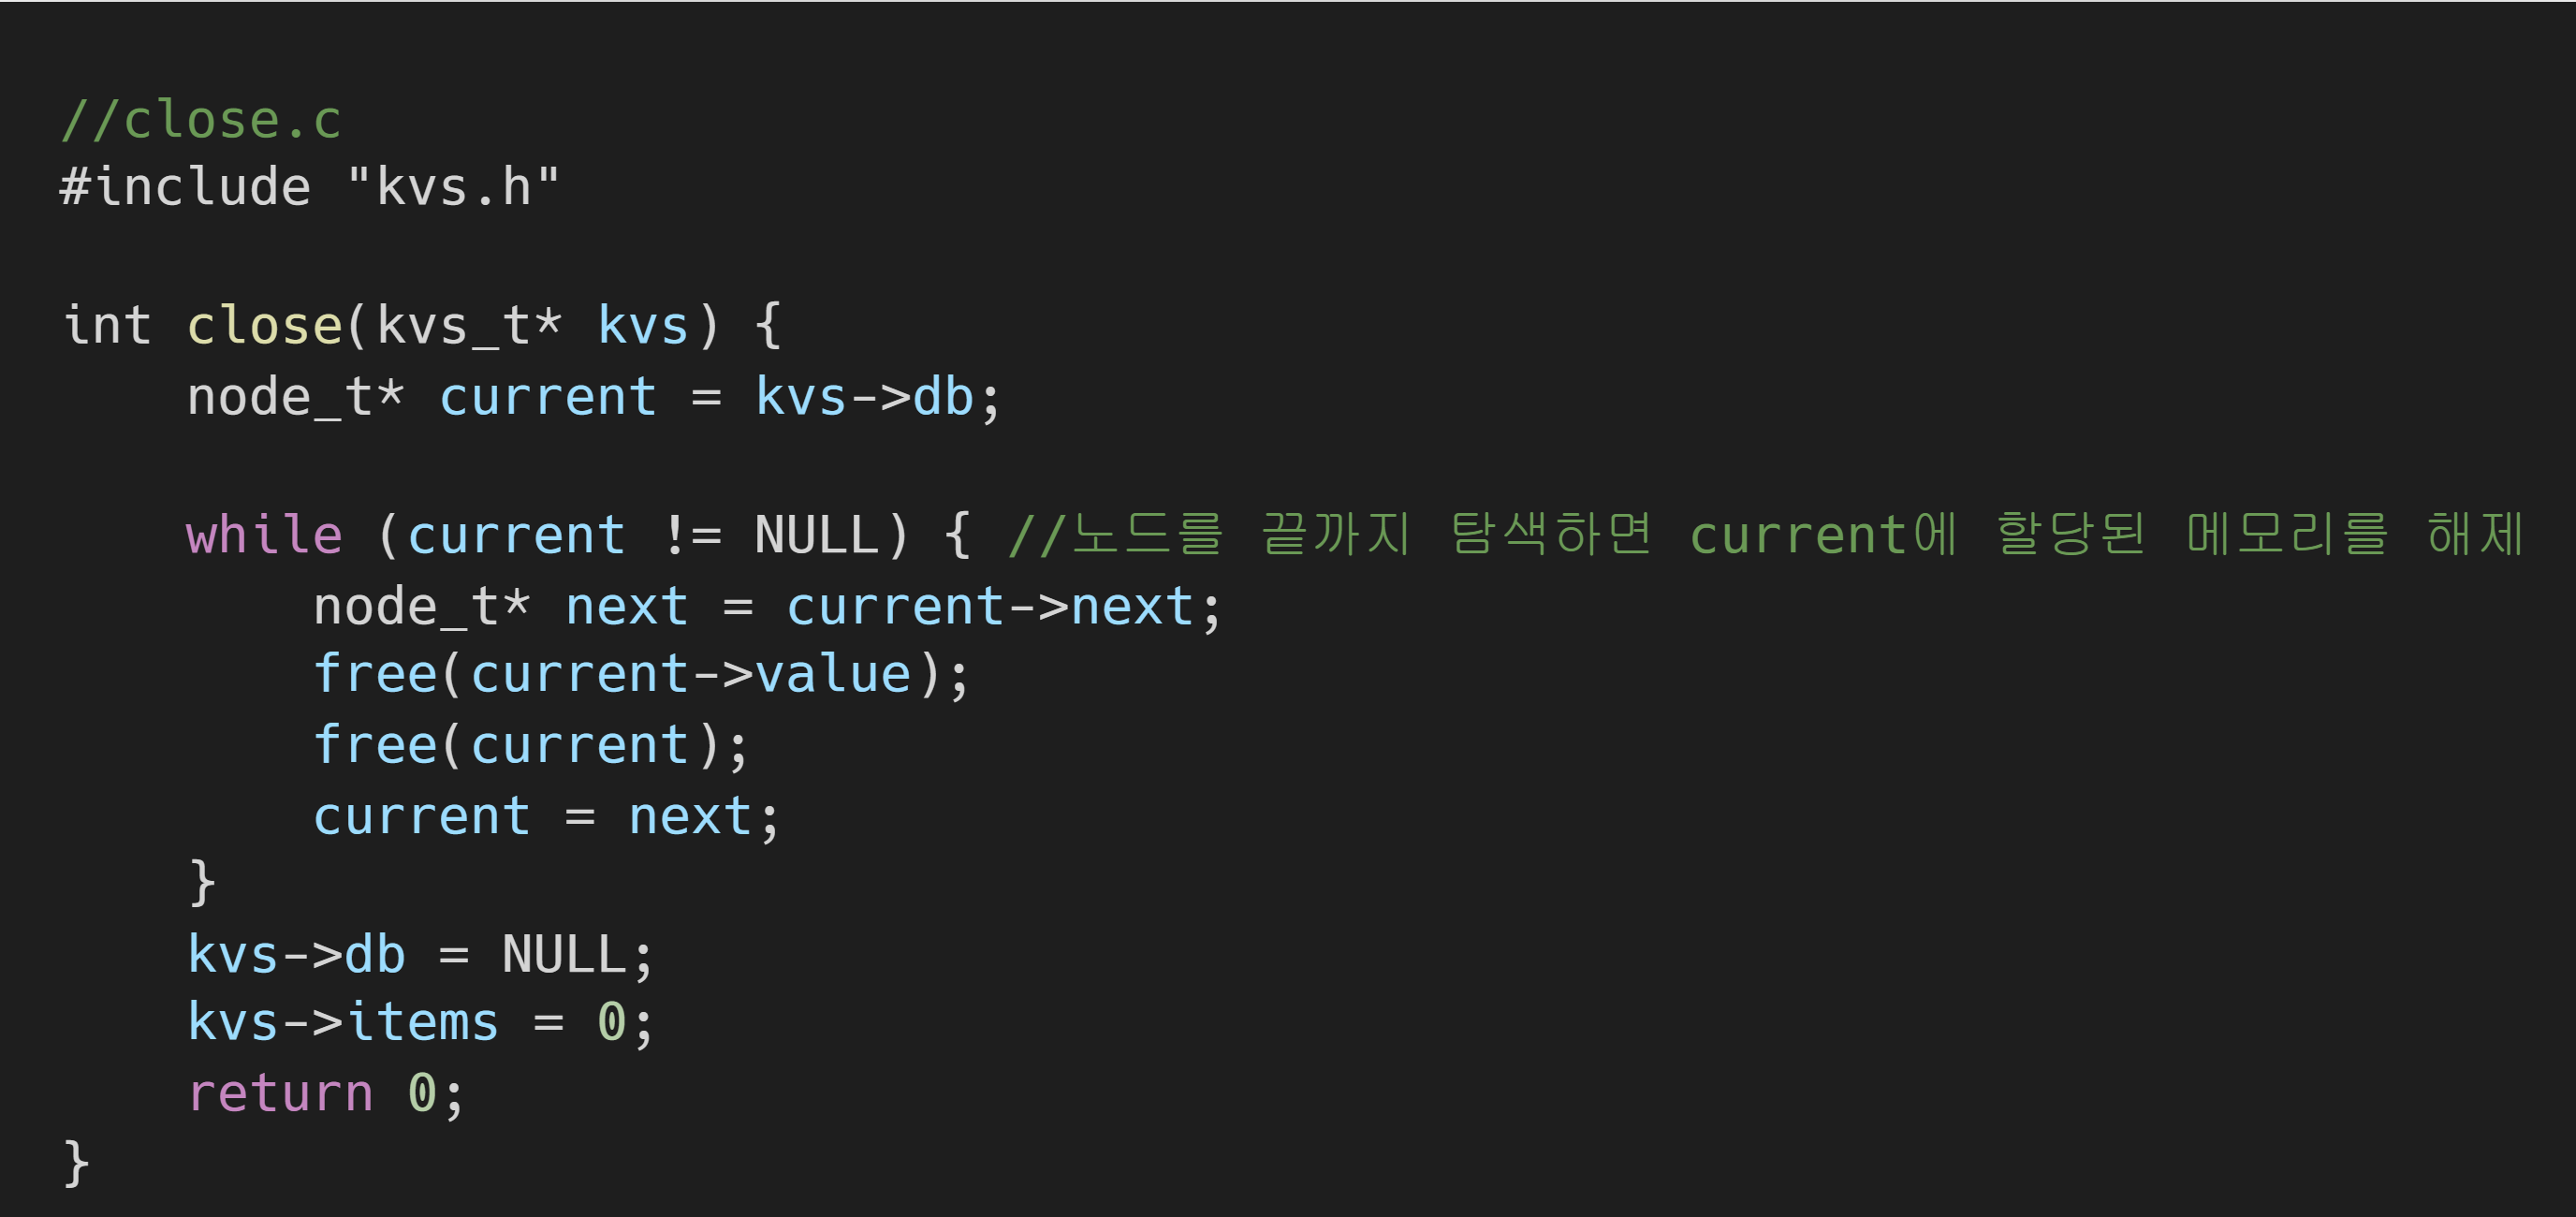 //close.c
#include "kvs.h"
int close(kvs_t* kvs) {
node_t* current = kvs->db;
while (current != NULL) { //노드를 끝까지 탐색하면 current에 할당된 메모리를 해제
node_t* next = current->next;
free(current->value);
free(current);
current = next;
}
kvs->db = NULL;
kvs->items = 0;
return 0;
}